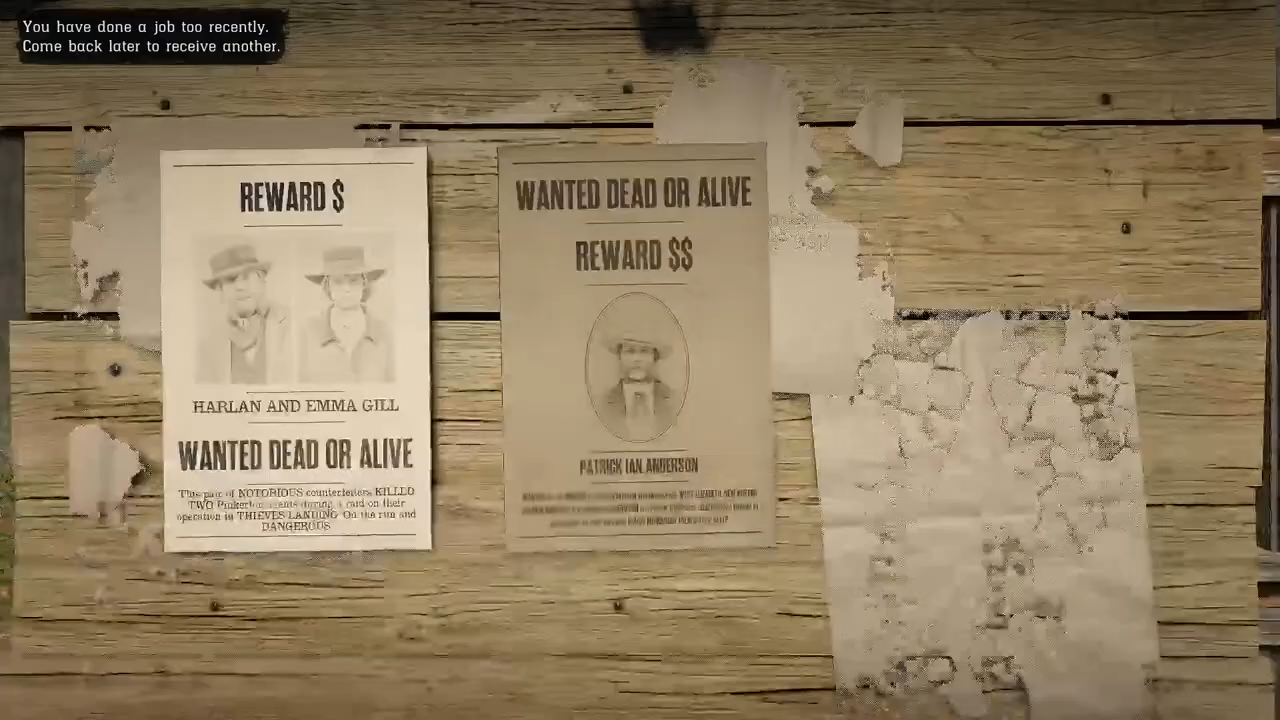 You have done a job too recently.
Come back later to receive another.
REWARD $
HARLAN AND EMMA GILL
WANTED DEAD OR ALIVE
This pair of NOTORIOUS counterfeiters KILLED
TWO Pinkerton agents during a raid on their
operation in THIEVES LANDING. On the run and
DANGEROUS
WANTED DEAD OR ALIVE
REWARD $$
PATRICK IAN ANDERSON